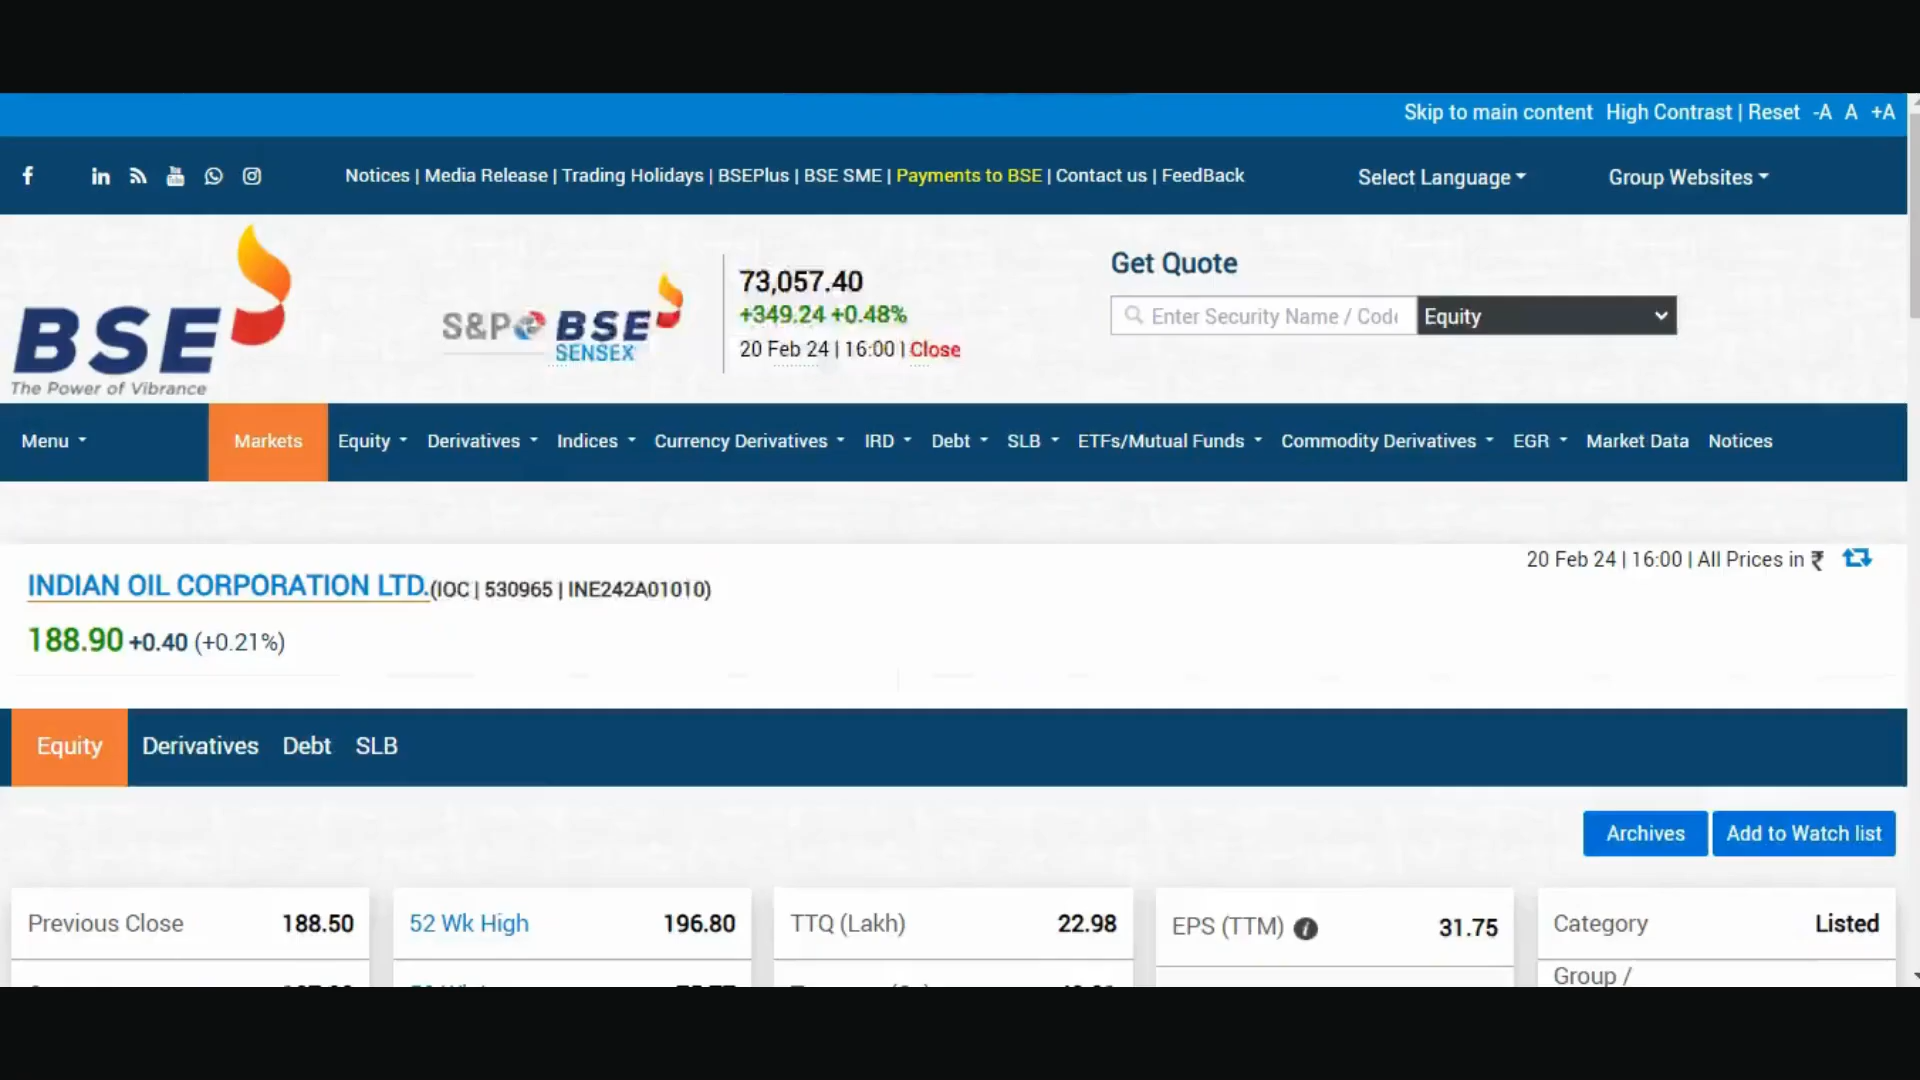 Skip to main content High Contrast | Reset -A A +A
Notices | Media Release | Trading Holidays | BSEPlus | BSE SME | Payments to BSE | Contact us | FeedBack Select Language Group Websites
BSE
The Power of Vibrance
S&P BSE
SENSEX
73,057.40
+349.24 +0.48%
20 Feb 24 | 16:00 | Close
Get Quote
Enter Security Name / Code Equity
Menu Markets Equity Derivatives Indices Currency Derivatives IRD Debt SLB ETFs/Mutual Funds Commodity Derivatives EGR Market Data Notices
20 Feb 24 | 16:00 | All Prices in ₹
INDIAN OIL CORPORATION LTD.(IOC | 530965 | INE242A01010)
188.90 +0.40 (+0.21%)
Equity Derivatives Debt SLB
Archives Add to Watch list
Previous Close 188.50 52 Wk High 196.80 TTQ (Lakh) 22.98 EPS (TTM) 31.75 Category Listed
Group /